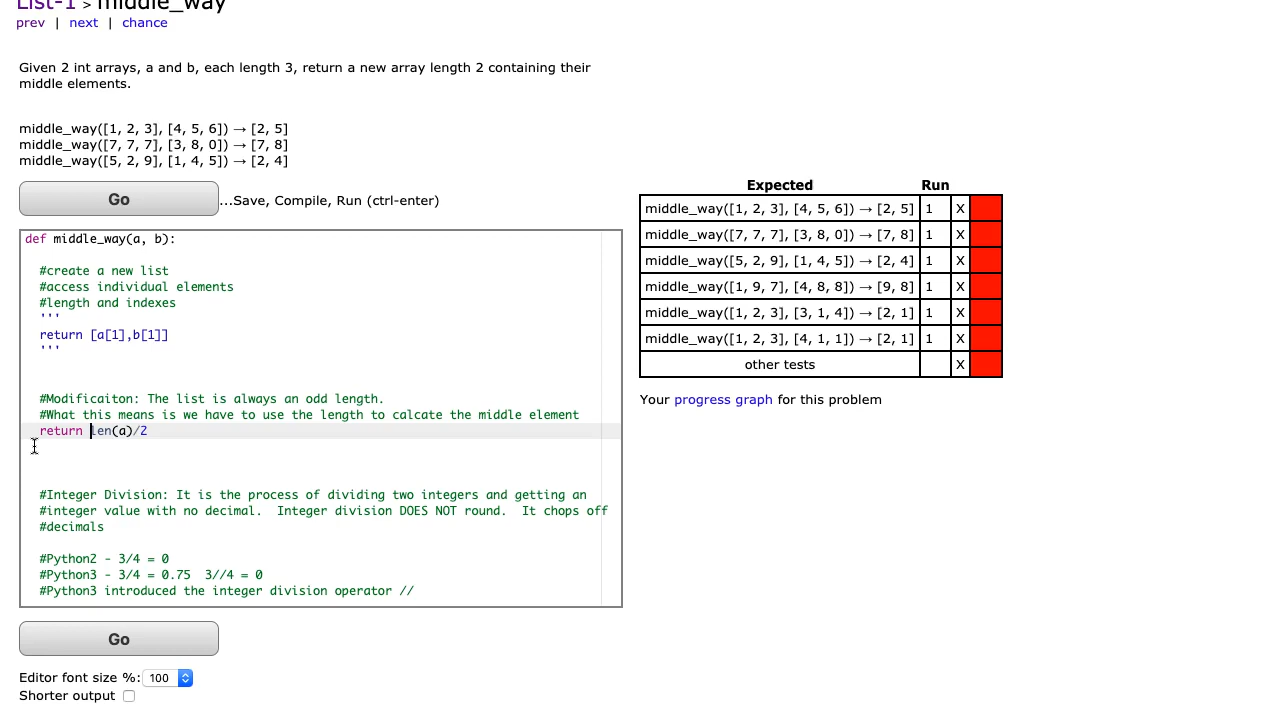 List-1 > middle_way
prev | next | chance
Given 2 int arrays, a and b, each length 3, return a new array length 2 containing their
middle elements.
middle_way([1, 2, 3], [4, 5, 6]) → [2, 5]
middle_way([7, 7, 7], [3, 8, 0]) → [7, 8]
middle_way([5, 2, 9], [1, 4, 5]) → [2, 4]
Go
...Save, Compile, Run (ctrl-enter)
def middle_way(a, b):
#create a new list
#access individual elements
#length and indexes
'''
return [a[1],b[1]]
'''
#Modificaiton: The list is always an odd length.
#What this means is we have to use the length to calcate the middle element
return len(a)/2
#Integer Division: It is the process of dividing two integers and getting an
#integer value with no decimal.  Integer division DOES NOT round.  It chops off
#decimals
#Python2 - 3/4 = 0
#Python3 - 3/4 = 0.75  3//4 = 0
#Python3 introduced the integer division operator //
Go
Editor font size %: 100
Shorter output
Expected Run
middle_way([1, 2, 3], [4, 5, 6]) → [2, 5] 1 X
middle_way([7, 7, 7], [3, 8, 0]) → [7, 8] 1 X
middle_way([5, 2, 9], [1, 4, 5]) → [2, 4] 1 X
middle_way([1, 9, 7], [4, 8, 8]) → [9, 8] 1 X
middle_way([1, 2, 3], [3, 1, 4]) → [2, 1] 1 X
middle_way([1, 2, 3], [4, 1, 1]) → [2, 1] 1 X
other tests X
Your progress graph for this problem